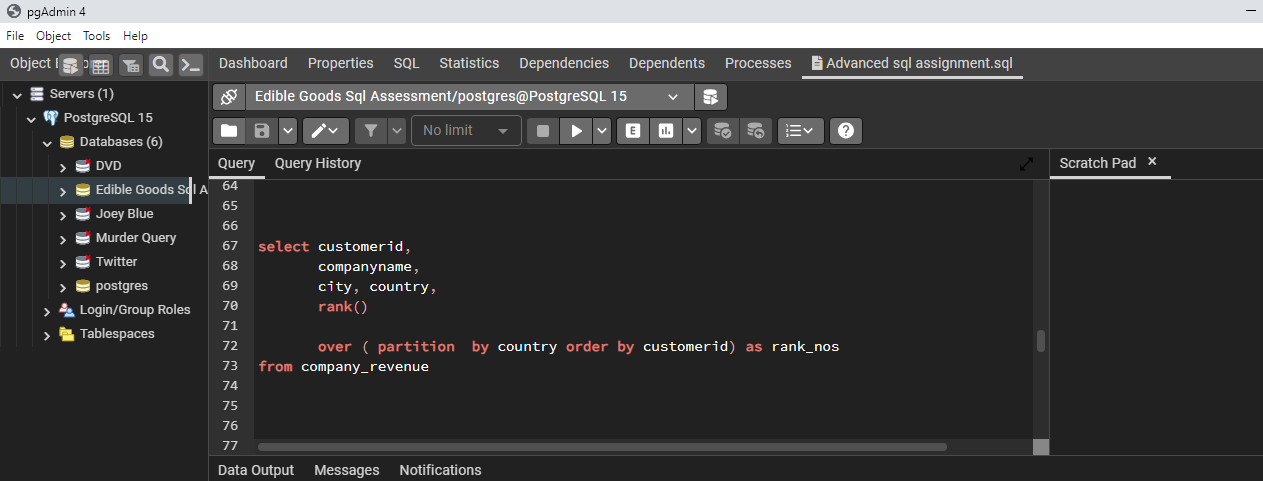 pgAdmin 4
File Object Tools Help
Object E
Dashboard Properties SQL Statistics Dependencies Dependents Processes Advanced sql assignment.sql
Servers (1)
PostgreSQL 15
Databases (6)
DVD
Edible Goods Sql A
Joey Blue
Murder Query
Twitter
postgres
Login/Group Roles
Tablespaces
Edible Goods Sql Assessment/postgres@PostgreSQL 15
No limit
E
?
Query Query History
Scratch Pad ×
64
65
66
67 select customerid,
68 companyname,
69 city, country,
70 rank()
71
72 over ( partition  by country order by customerid) as rank_nos
73 from company_revenue
74
75
76
77
Data Output Messages Notifications